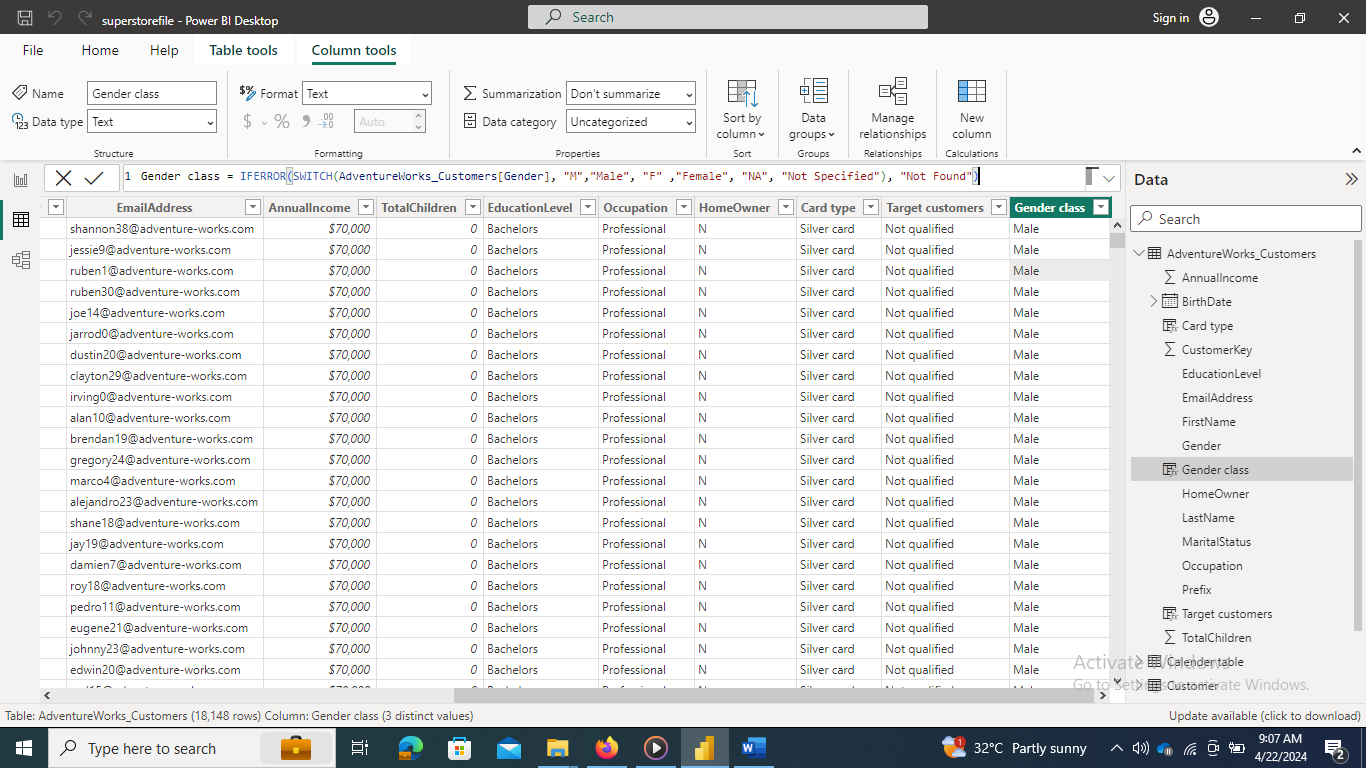 superstorefile - Power BI Desktop
Search
Sign in
File Home Help Table tools Column tools
Name Gender class
Data type Text
Structure
$% Format Text
$ % 9 .00 Auto
Formatting
Summarization Don't summarize
Data category Uncategorized
Properties
Sort by column
Sort
Data groups
Groups
Manage relationships
Relationships
New column
Calculations
1 Gender class = IFERROR(SWITCH(AdventureWorks_Customers[Gender], "M","Male", "F" ,"Female", "NA", "Not Specified"), "Not Found")
EmailAddress AnnualIncome TotalChildren EducationLevel Occupation HomeOwner Card type Target customers Gender class
shannon38@adventure-works.com $70,000 0 Bachelors Professional N Silver card Not qualified Male
jessie9@adventure-works.com $70,000 0 Bachelors Professional N Silver card Not qualified Male
ruben1@adventure-works.com $70,000 0 Bachelors Professional N Silver card Not qualified Male
ruben30@adventure-works.com $70,000 0 Bachelors Professional N Silver card Not qualified Male
joe14@adventure-works.com $70,000 0 Bachelors Professional N Silver card Not qualified Male
jarrod0@adventure-works.com $70,000 0 Bachelors Professional N Silver card Not qualified Male
dustin20@adventure-works.com $70,000 0 Bachelors Professional N Silver card Not qualified Male
clayton29@adventure-works.com $70,000 0 Bachelors Professional N Silver card Not qualified Male
irving0@adventure-works.com $70,000 0 Bachelors Professional N Silver card Not qualified Male
alan10@adventure-works.com $70,000 0 Bachelors Professional N Silver card Not qualified Male
brendan19@adventure-works.com $70,000 0 Bachelors Professional N Silver card Not qualified Male
gregory24@adventure-works.com $70,000 0 Bachelors Professional N Silver card Not qualified Male
marco4@adventure-works.com $70,000 0 Bachelors Professional N Silver card Not qualified Male
alejandro23@adventure-works.com $70,000 0 Bachelors Professional N Silver card Not qualified Male
shane18@adventure-works.com $70,000 0 Bachelors Professional N Silver card Not qualified Male
jay19@adventure-works.com $70,000 0 Bachelors Professional N Silver card Not qualified Male
damien7@adventure-works.com $70,000 0 Bachelors Professional N Silver card Not qualified Male
roy18@adventure-works.com $70,000 0 Bachelors Professional N Silver card Not qualified Male
pedro11@adventure-works.com $70,000 0 Bachelors Professional N Silver card Not qualified Male
eugene21@adventure-works.com $70,000 0 Bachelors Professional N Silver card Not qualified Male
johnny23@adventure-works.com $70,000 0 Bachelors Professional N Silver card Not qualified Male
edwin20@adventure-works.com $70,000 0 Bachelors Professional N Silver card Not qualified Male
Data
Search
AdventureWorks_Customers
AnnualIncome
BirthDate
Card type
CustomerKey
EducationLevel
EmailAddress
FirstName
Gender
Gender class
HomeOwner
LastName
MaritalStatus
Occupation
Prefix
Target customers
TotalChildren
Calender table
Customer
Activate Windows
Go to Settings to activate Windows.
Table: AdventureWorks_Customers (18,148 rows) Column: Gender class (3 distinct values)
Update available (click to download)
Type here to search
1
32°C Partly sunny
9:07 AM
4/22/2024
2